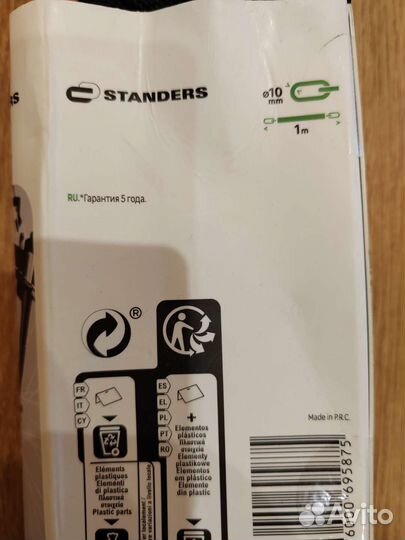 STANDERS
ø10
mm
1m
RU.*Гарантия 5 года.
®
FR
IT
CY
ES
EL
PL
PT
RO
+
Eléments
plastiques
Elementi
di plastica
Πλαστικά
στοιχεία
Plastic parts
Elementos
plásticos
Πλαστικά
στοιχεία
Elementy
plastikowe
Elementos
em plástico
Elemente
din plastic
Made in P.R.C.
Avito